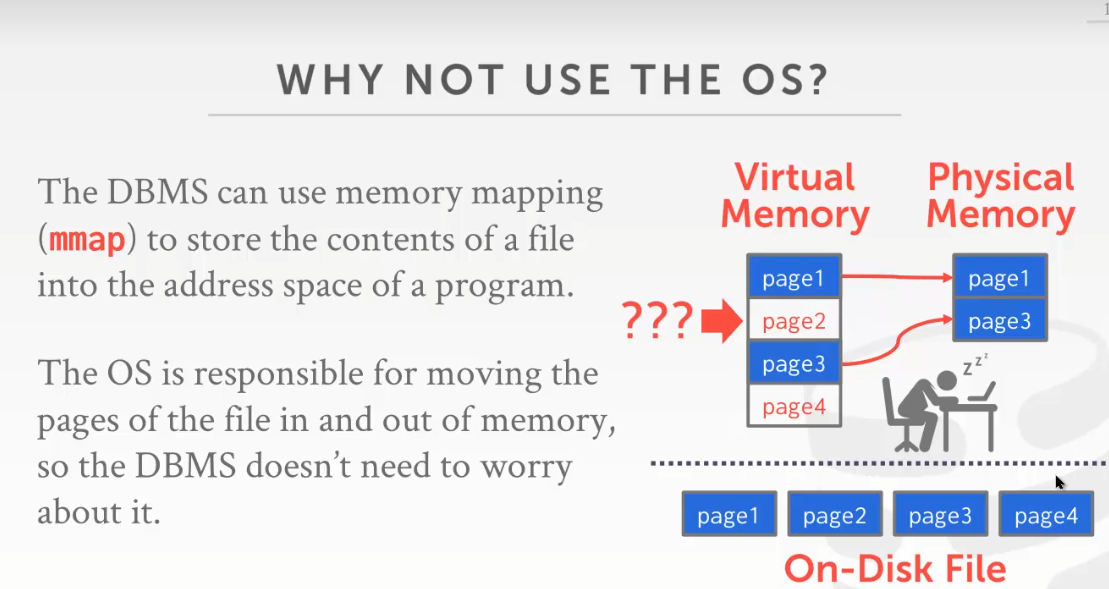 1
WHY NOT USE THE OS?
The DBMS can use memory mapping
(mmap) to store the contents of a file
into the address space of a program.
The OS is responsible for moving the
pages of the file in and out of memory,
so the DBMS doesn't need to worry
about it.
Virtual
Memory
Physical
Memory
???
page1
page2
page3
page4
page1
page3
zzz
page1 page2 page3 page4
On-Disk File